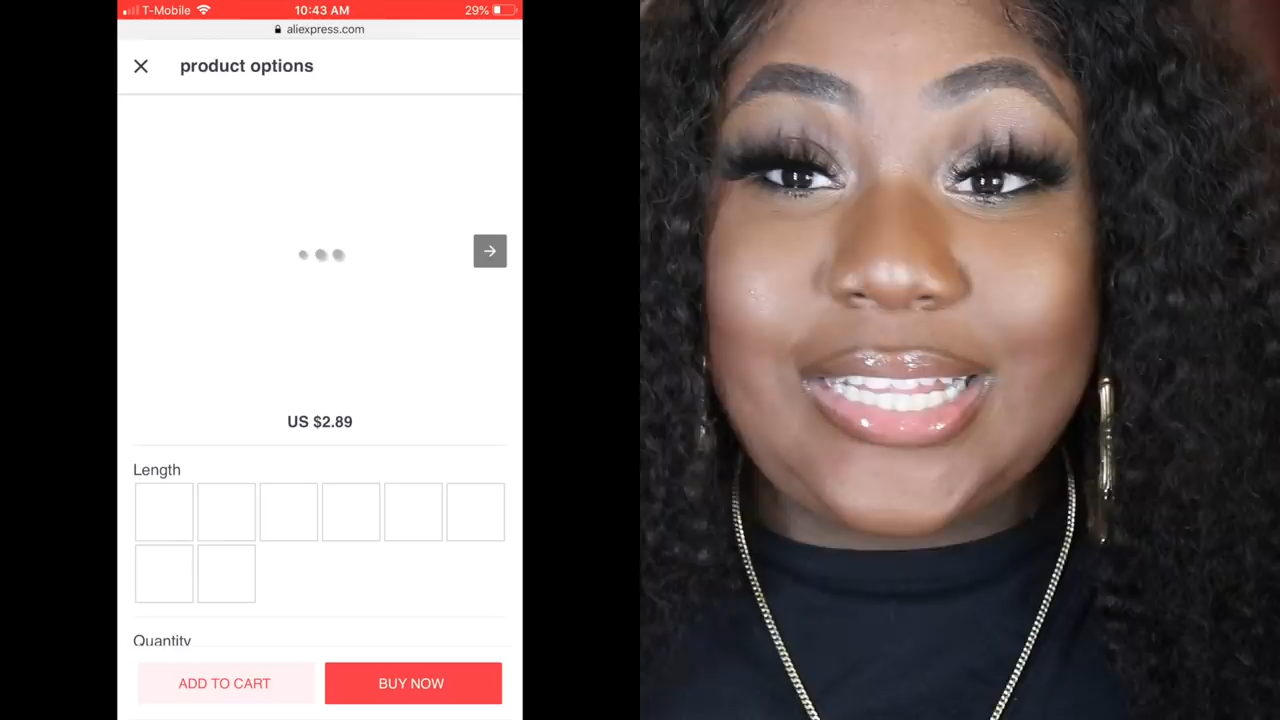 T-Mobile 10:43 AM 29%
aliexpress.com
product options
US $2.89
Length
Quantity
ADD TO CART BUY NOW